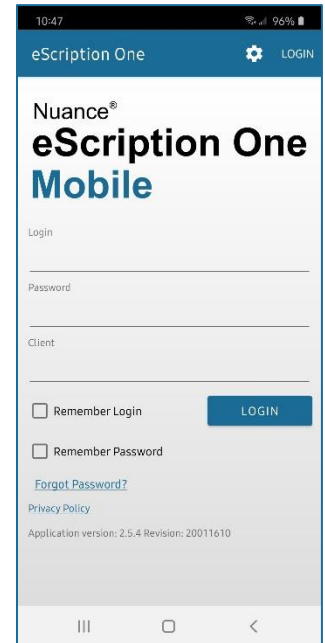 10:47 96%
eScription One LOGIN
Nuance®
eScription One
Mobile
Login
Password
Client
Remember Login LOGIN
Remember Password
Forgot Password?
Privacy Policy
Application version: 2.5.4 Revision: 20011610